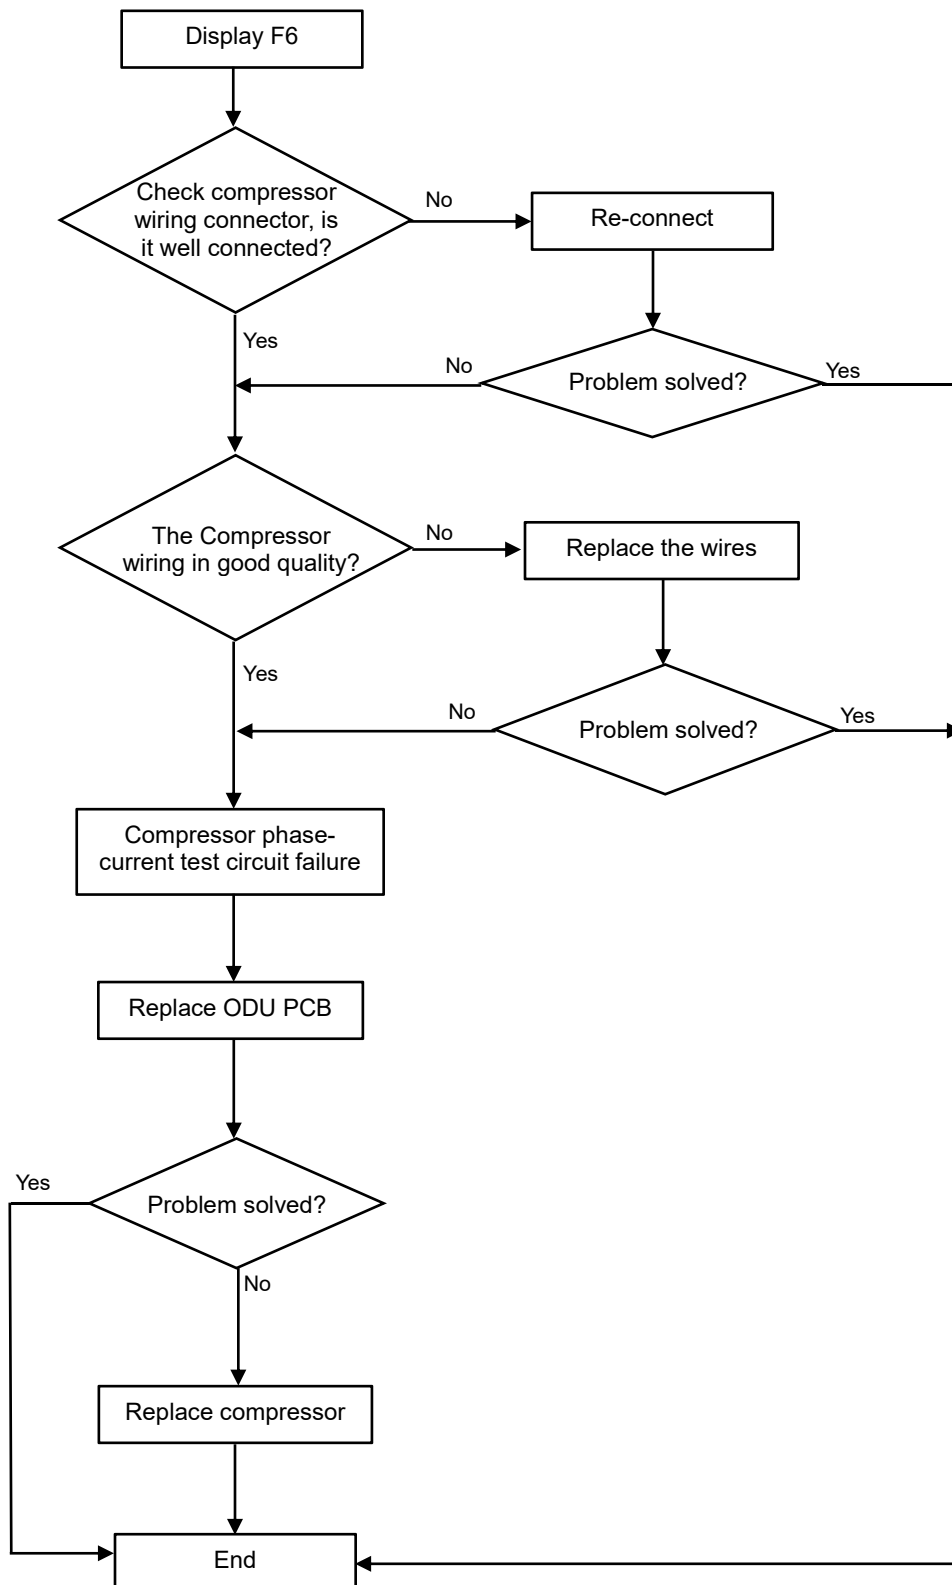 Display F6
Check compressor
wiring connector, is
it well connected?
No
Re-connect
Yes
No
Problem solved?
Yes
The Compressor
wiring in good quality?
No
Replace the wires
Yes
No
Problem solved?
Yes
Compressor phase-
current test circuit failure
Replace ODU PCB
Yes
Problem solved?
No
Replace compressor
End